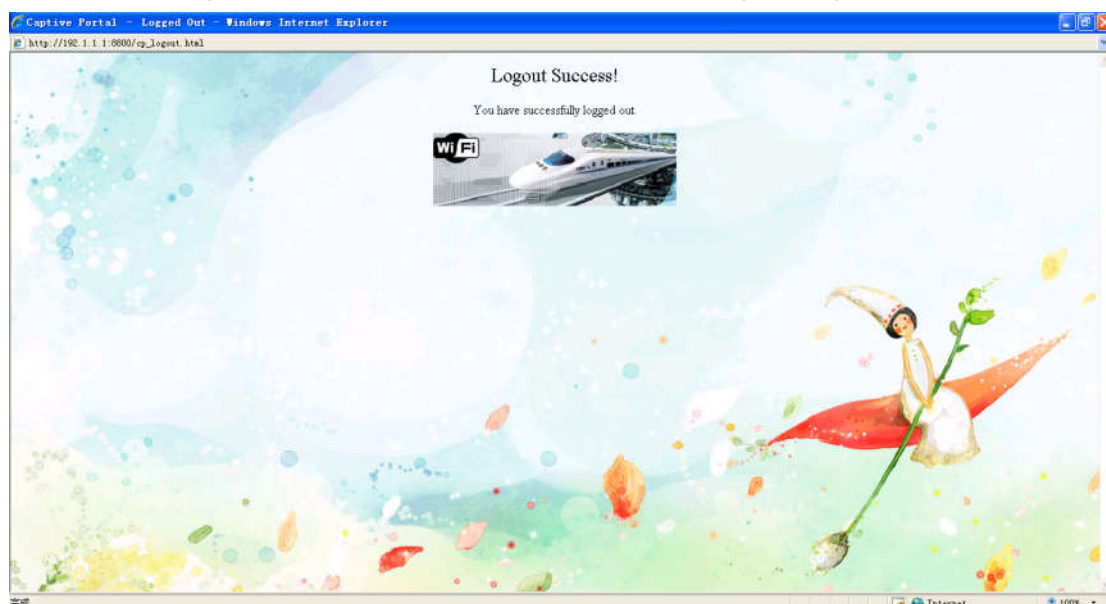 Captive Portal - Logged Out - Windows Internet Explorer
http://192.1.1.1:8800/cp_logout.html
Logout Success!
You have successfully logged out.
Wi Fi
Internet
100%